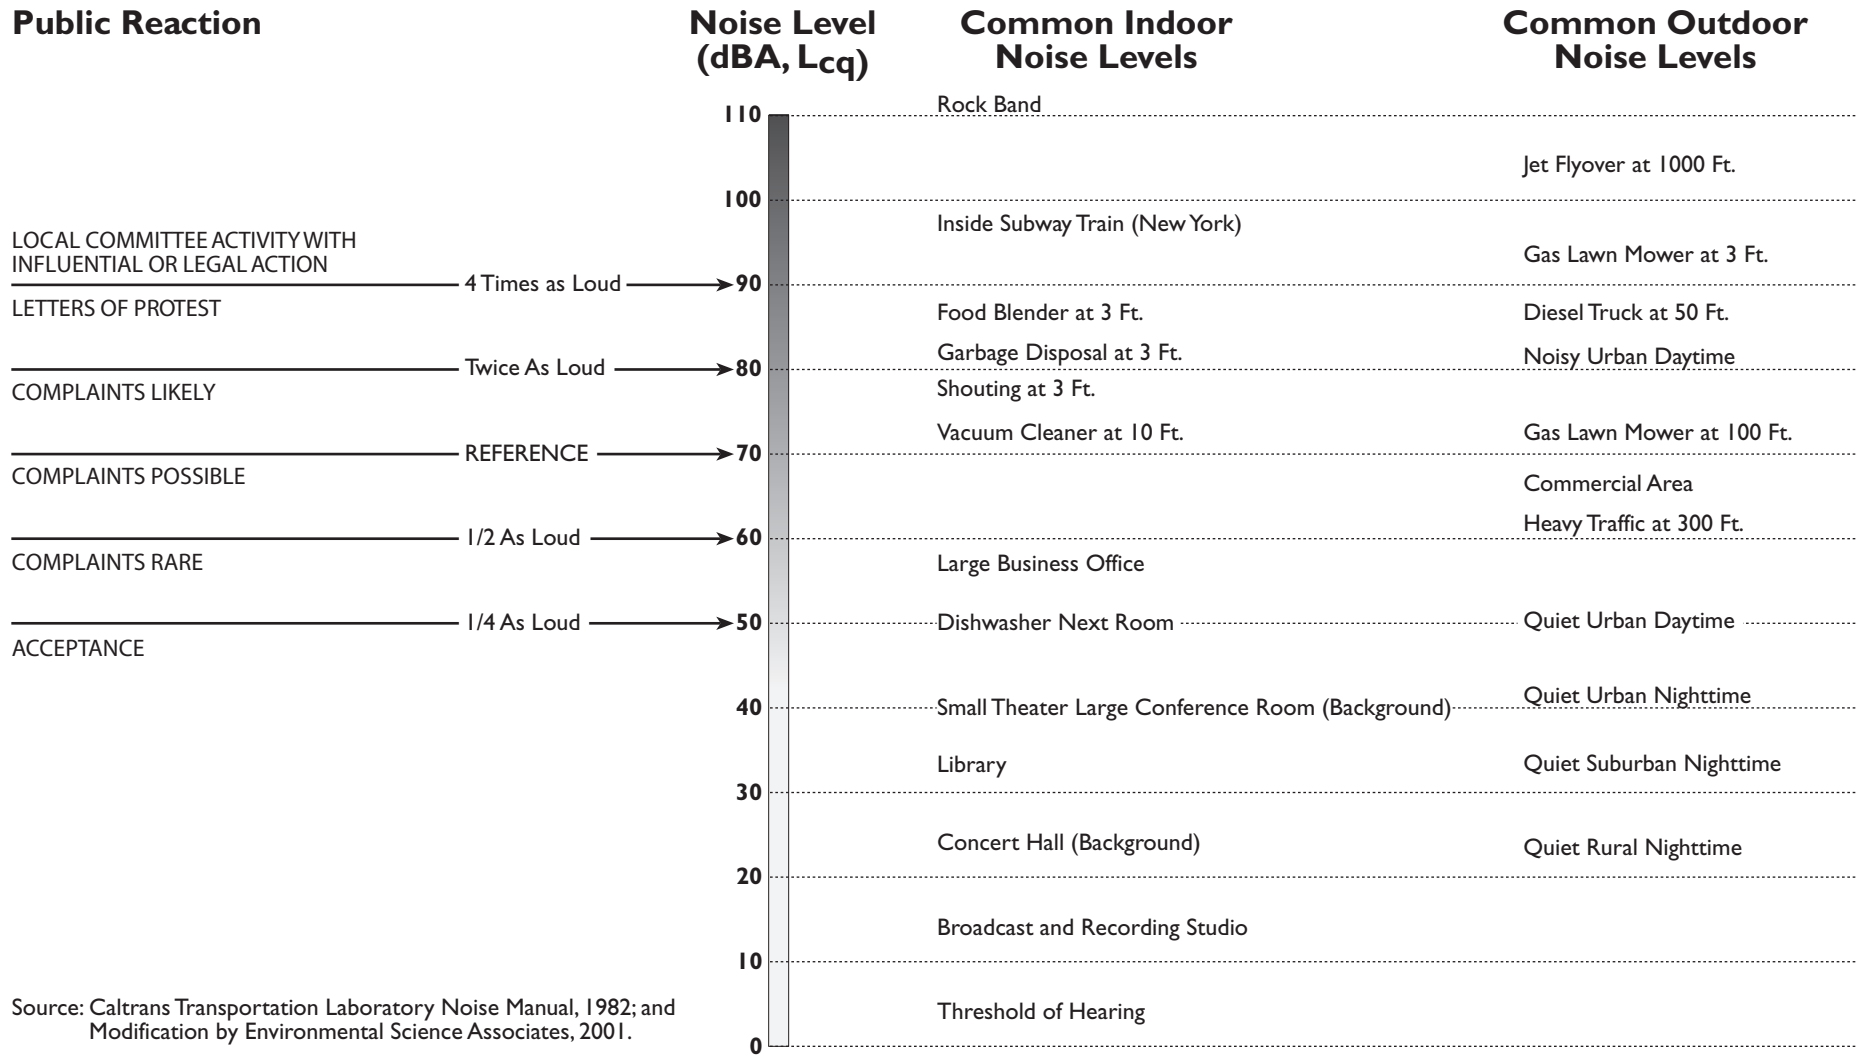 Public Reaction
Noise Level
(dBA, Lcq)
Common Indoor
Noise Levels
Common Outdoor
Noise Levels
110
Rock Band
Jet Flyover at 1000 Ft.
100
Inside Subway Train (New York)
LOCAL COMMITTEE ACTIVITY WITH
INFLUENTIAL OR LEGAL ACTION
Gas Lawn Mower at 3 Ft.
4 Times as Loud
90
LETTERS OF PROTEST
Food Blender at 3 Ft.
Diesel Truck at 50 Ft.
Garbage Disposal at 3 Ft.
Noisy Urban Daytime
Twice As Loud
80
COMPLAINTS LIKELY
Shouting at 3 Ft.
Vacuum Cleaner at 10 Ft.
Gas Lawn Mower at 100 Ft.
REFERENCE
70
COMPLAINTS POSSIBLE
Commercial Area
Heavy Traffic at 300 Ft.
1/2 As Loud
60
COMPLAINTS RARE
Large Business Office
1/4 As Loud
50
Dishwasher Next Room
Quiet Urban Daytime
ACCEPTANCE
Quiet Urban Nighttime
40
Small Theater Large Conference Room (Background)
Library
Quiet Suburban Nighttime
30
Concert Hall (Background)
Quiet Rural Nighttime
20
Broadcast and Recording Studio
10
Threshold of Hearing
0
Source: Caltrans Transportation Laboratory Noise Manual, 1982; and
Modification by Environmental Science Associates, 2001.